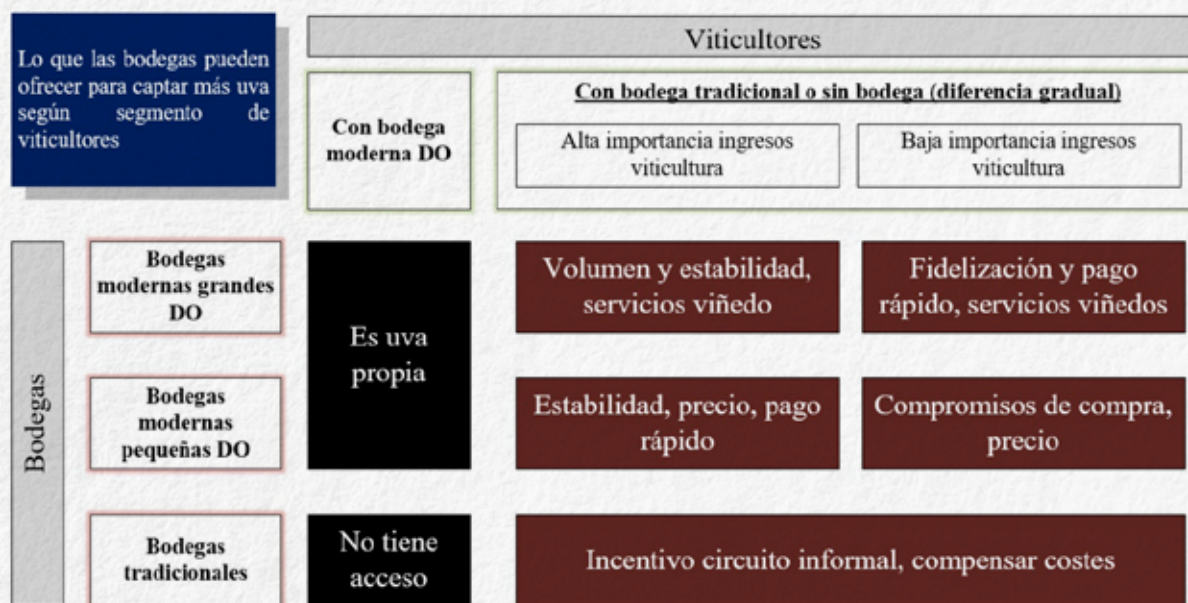 Lo que las bodegas pueden
ofrecer para captar más uva
según segmento de
viticultores
Viticultores
Con bodega
moderna DO
Con bodega tradicional o sin bodega (diferencia gradual)
Alta importancia ingresos
viticultura
Baja importancia ingresos
viticultura
Bodegas
Bodegas
modernas grandes
DO
Es uva
propia
Volumen y estabilidad,
servicios viñedo
Fidelización y pago
rápido, servicios viñedos
Bodegas
modernas
pequeñas DO
Estabilidad, precio, pago
rápido
Compromisos de compra,
precio
Bodegas
tradicionales
No tiene
acceso
Incentivo circuito informal, compensar costes